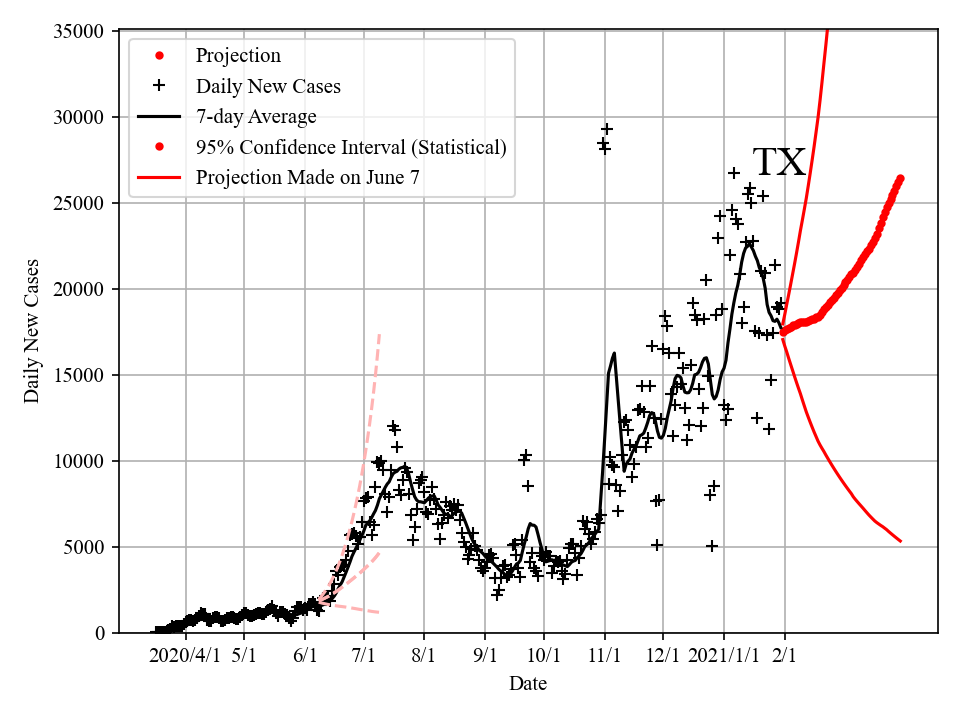 35000
30000
25000
20000
15000
10000
5000
0
Daily New Cases
Projection
Daily New Cases
7-day Average
95% Confidence Interval (Statistical)
Projection Made on June 7
TX
2020/4/1 5/1 6/1 7/1 8/1 9/1 10/1 11/1 12/1 2021/1/1 2/1
Date